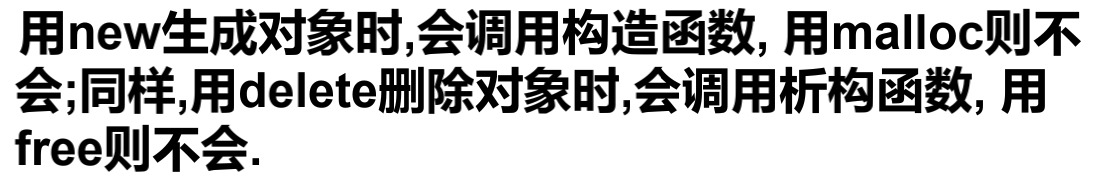 用new生成对象时,会调用构造函数, 用malloc则不
会;同样,用delete删除对象时,会调用析构函数, 用
free则不会.